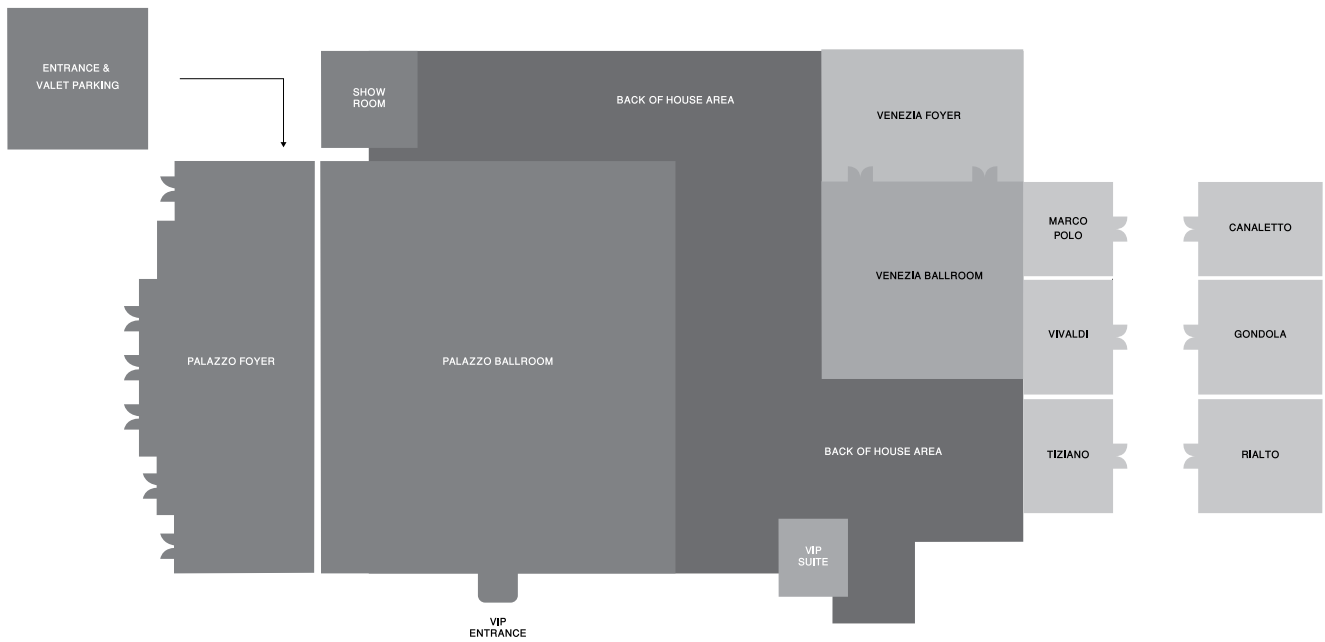 ENTRANCE &
VALET PARKING
SHOW
ROOM
BACK OF HOUSE AREA
VENEZIA FOYER
MARCO
POLO
CANALETTO
VENEZIA BALLROOM
VIVALDI
GONDOLA
PALAZZO FOYER
PALAZZO BALLROOM
BACK OF HOUSE AREA
TIZIANO
RIALTO
VIP
SUITE
VIP
ENTRANCE